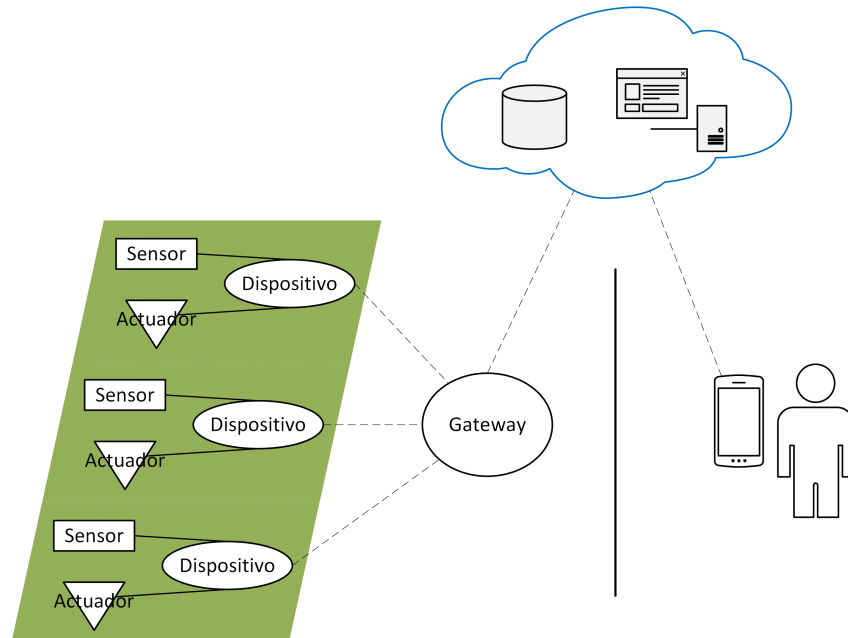 Sensor
Dispositivo
Actuador
Sensor
Dispositivo
Gateway
Actuador
Sensor
Dispositivo
Actuador